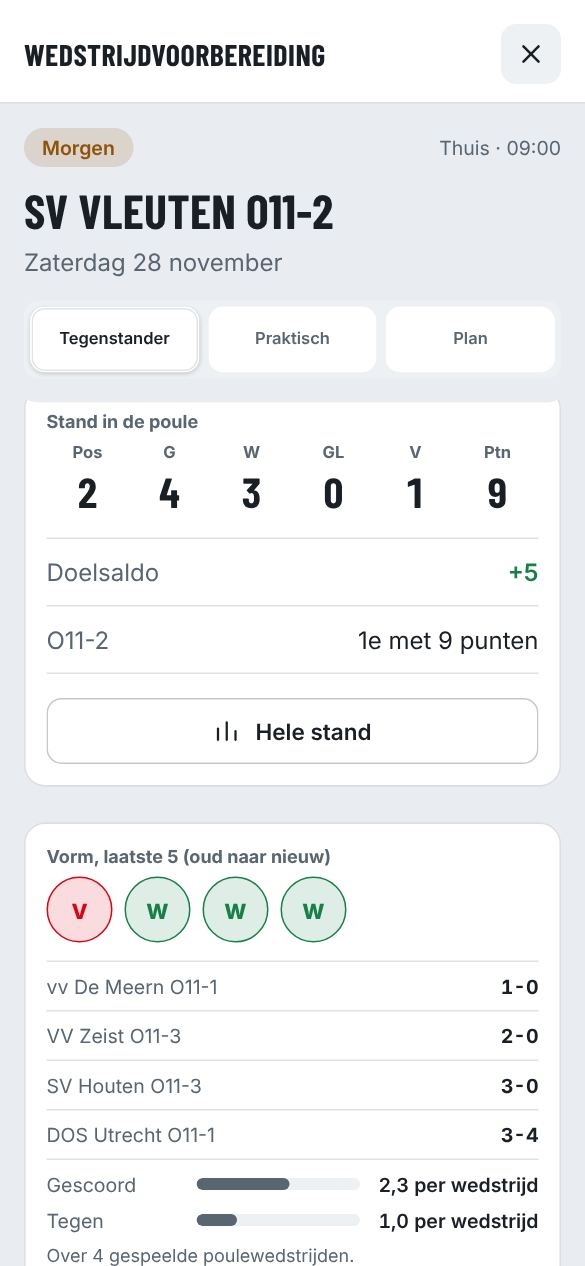 WEDSTRIJDVOORBEREIDING
Morgen
Thuis · 09:00
SV VLEUTEN O11-2
Zaterdag 28 november
Tegenstander Praktisch Plan
Stand in de poule
Pos G W GL V Ptn
2 4 3 0 1 9
Doelsaldo +5
O11-2 1e met 9 punten
Hele stand
Vorm, laatste 5 (oud naar nieuw)
V W W W
vv De Meern O11-1 1-0
VV Zeist O11-3 2-0
SV Houten O11-3 3-0
DOS Utrecht O11-1 3-4
Gescoord 2,3 per wedstrijd
Tegen 1,0 per wedstrijd
Over 4 gespeelde poulewedstrijden.